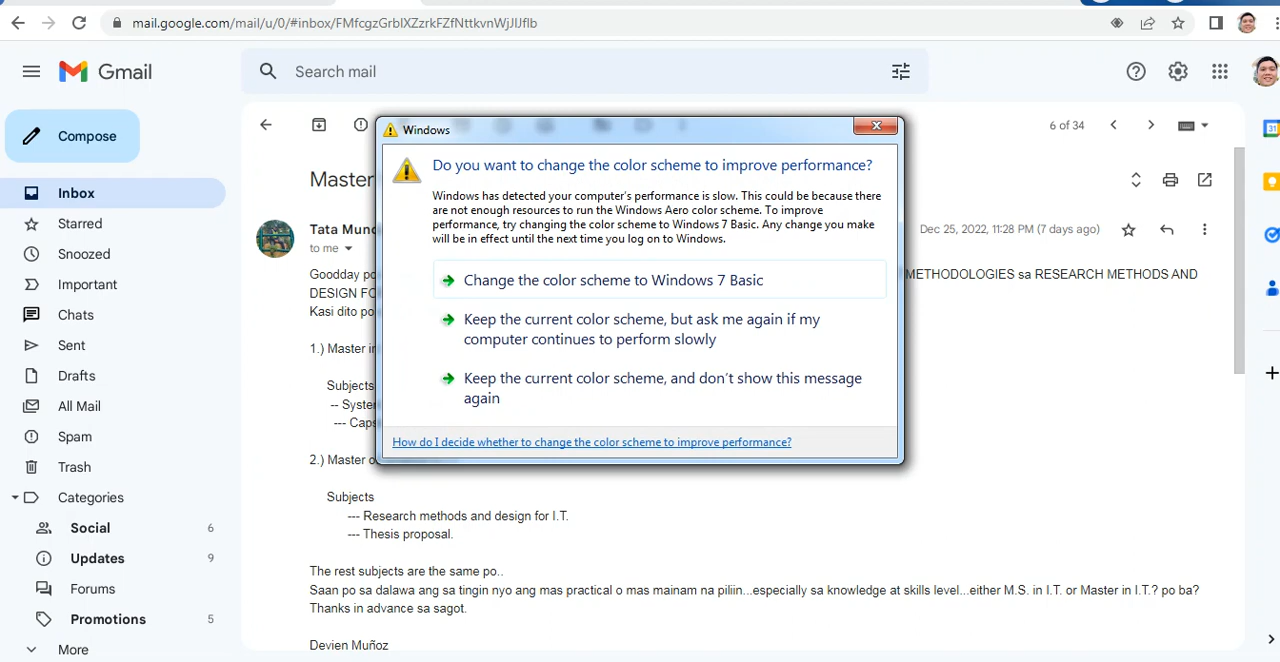 mail.google.com/mail/u/0/#inbox/FMfcgzGrblXZzrkFZfNttkvnWjJIJflb
Gmail
Search mail
Compose
6 of 34
31
Inbox
Starred
Snoozed
Important
Chats
Sent
Drafts
All Mail
Spam
Trash
Categories
Social 6
Updates 9
Forums
Promotions 5
More
Master
Tata
Dec 25, 2022, 11:28 PM (7 days ago)
to me
Goodday METHODOLOGIES sa RESEARCH METHODS AND
DESIGN
Kasi dito po
1.) Master
Subjects
--
---
2.) Master
Subjects
--- Research methods and design for I.T.
--- Thesis proposal.
The rest subjects are the same po..
Saan po sa dalawa ang sa tingin nyo ang mas practical o mas mainam na piliin...especially sa knowledge at skills level...either M.S. in I.T. or Master in I.T.? po ba?
Thanks in advance sa sagot.
Devien Muñoz
Windows
Do you want to change the color scheme to improve performance?
Windows has detected your computer's performance is slow. This could be because there
are not enough resources to run the Windows Aero color scheme. To improve
performance, try changing the color scheme to Windows 7 Basic. Any change you make
will be in effect until the next time you log on to Windows.
Change the color scheme to Windows 7 Basic
Keep the current color scheme, but ask me again if my
computer continues to perform slowly
Keep the current color scheme, and don't show this message
again
How do I decide whether to change the color scheme to improve performance?